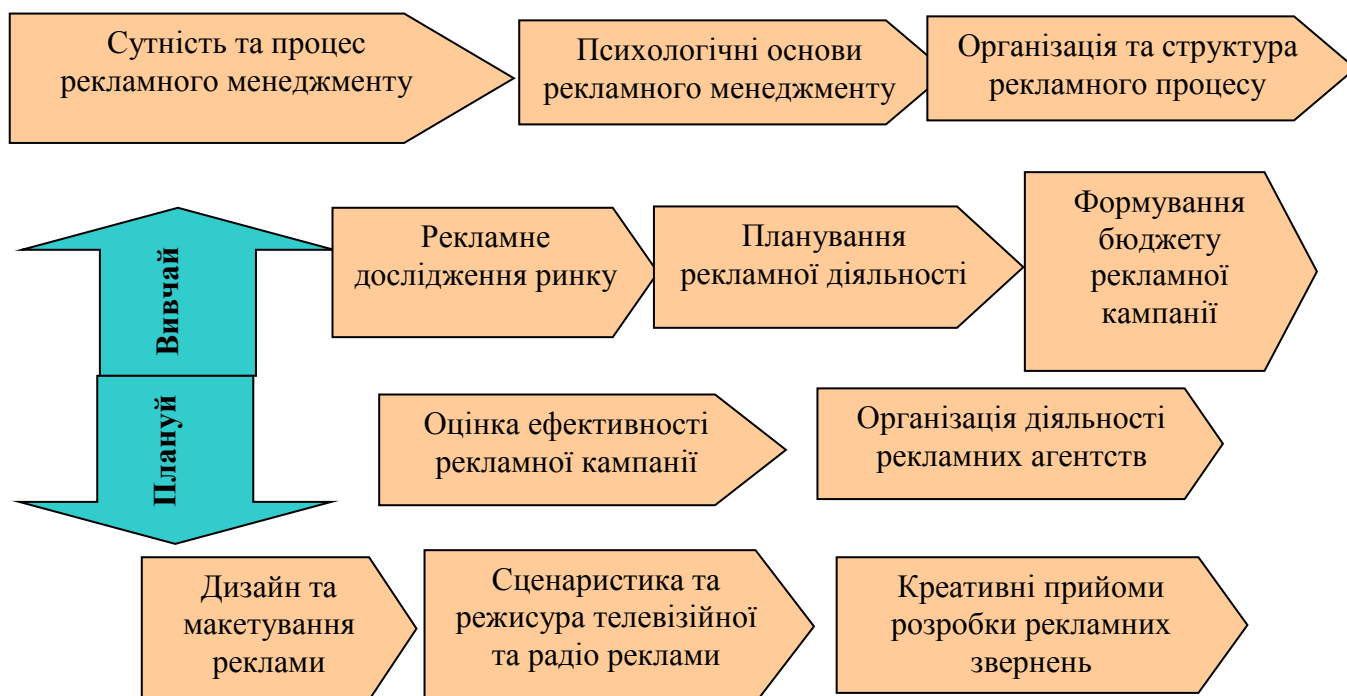 Сутність та процес
рекламного менеджменту
Психологічні основи
рекламного менеджменту
Організація та структура
рекламного процесу
Вивчай
Рекламне
дослідження ринку
Планування
рекламної діяльності
Формування
бюджету
рекламної
кампанії
Плануй
Оцінка ефективності
рекламної кампанії
Організація діяльності
рекламних агентств
Дизайн та
макетування
реклами
Сценаристика та
режисура телевізійної
та радіо реклами
Креативні прийоми
розробки рекламних
звернень